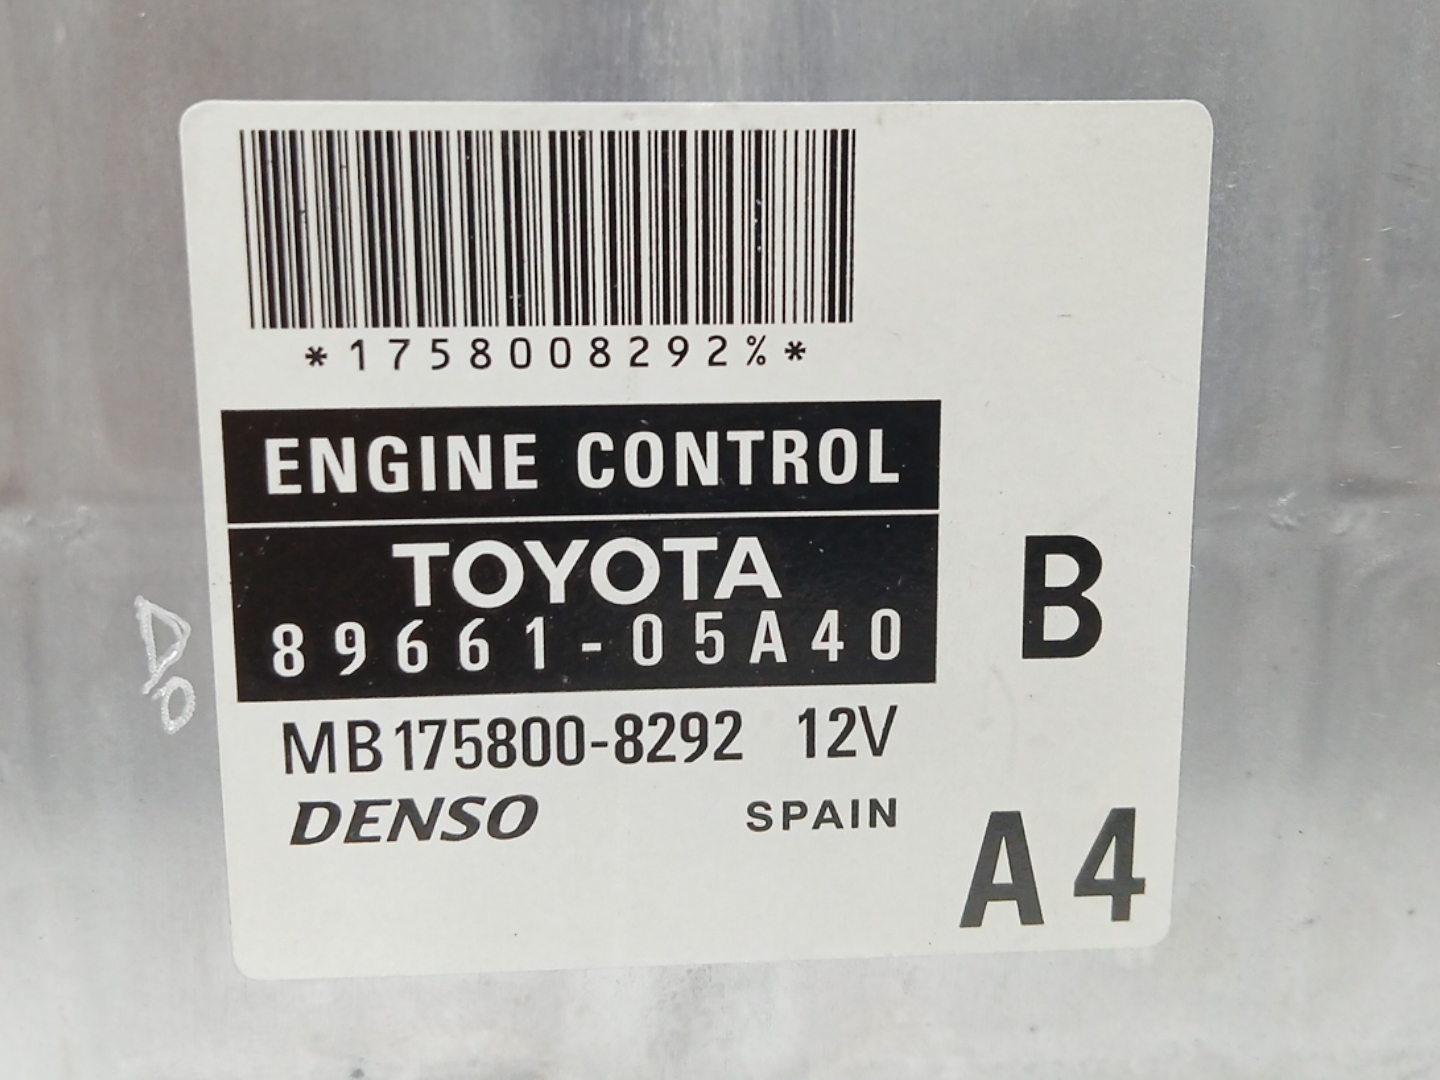 *1758008292%*
ENGINE CONTROL
TOYOTA
89661-05A40
B
MB175800-8292 12V
DENSO SPAIN
A4